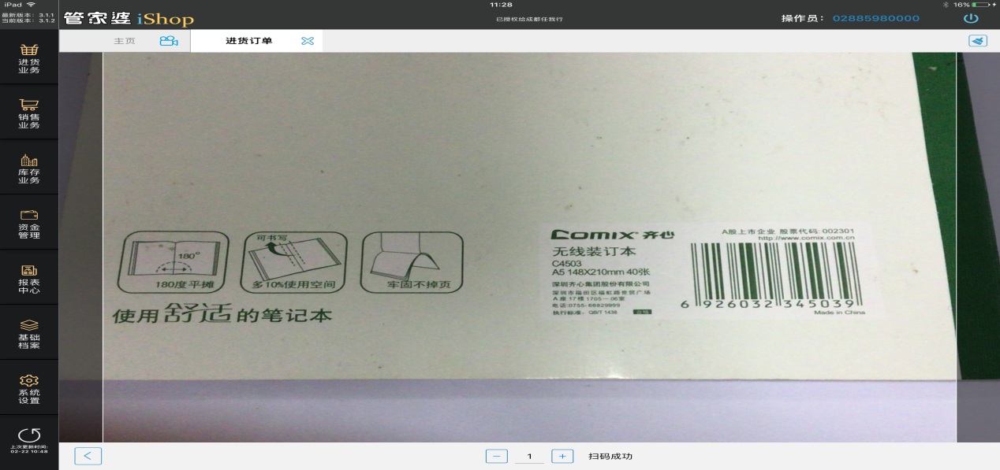 iPad
11:28
16%
最新版本：3.1.1
当前版本：3.1.2
管家婆 iShop
已授权给成都任我行
操作员：02885980000
主页
进货订单
进货
业务
销售
业务
库存
业务
资金
管理
报表
中心
基础
档案
系统
设置
上次更新时间:
02-22 10:48
180°
180度平摊
可书写
多10%使用空间
牢固不掉页
使用舒适的笔记本
Comix 齐心
A股上市企业 股票代码: 002301
http://www.comix.com.cn
无线装订本
C4503
A5 148X210mm 40张
深圳齐心集团股份有限公司
深圳市福田区福虹路世贸广场
A座17楼1705-06室
电话:0755-66829999
执行标准: QB/T 1438
合格
6 926032 345039
Made in China
1
扫码成功